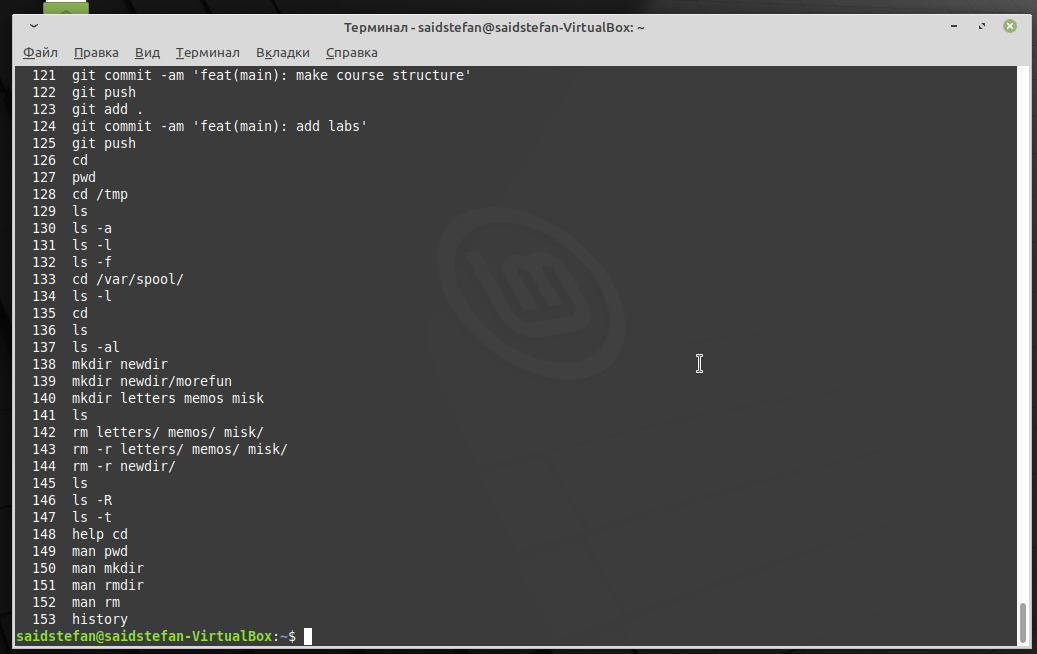 Терминал - saidstefan@saidstefan-VirtualBox: ~
Файл Правка Вид Терминал Вкладки Справка
121 git commit -am 'feat(main): make course structure'
122 git push
123 git add .
124 git commit -am 'feat(main): add labs'
125 git push
126 cd
127 pwd
128 cd /tmp
129 ls
130 ls -a
131 ls -l
132 ls -f
133 cd /var/spool/
134 ls -l
135 cd
136 ls
137 ls -al
138 mkdir newdir
139 mkdir newdir/morefun
140 mkdir letters memos misk
141 ls
142 rm letters/ memos/ misk/
143 rm -r letters/ memos/ misk/
144 rm -r newdir/
145 ls
146 ls -R
147 ls -t
148 help cd
149 man pwd
150 man mkdir
151 man rmdir
152 man rm
153 history
saidstefan@saidstefan-VirtualBox:~$